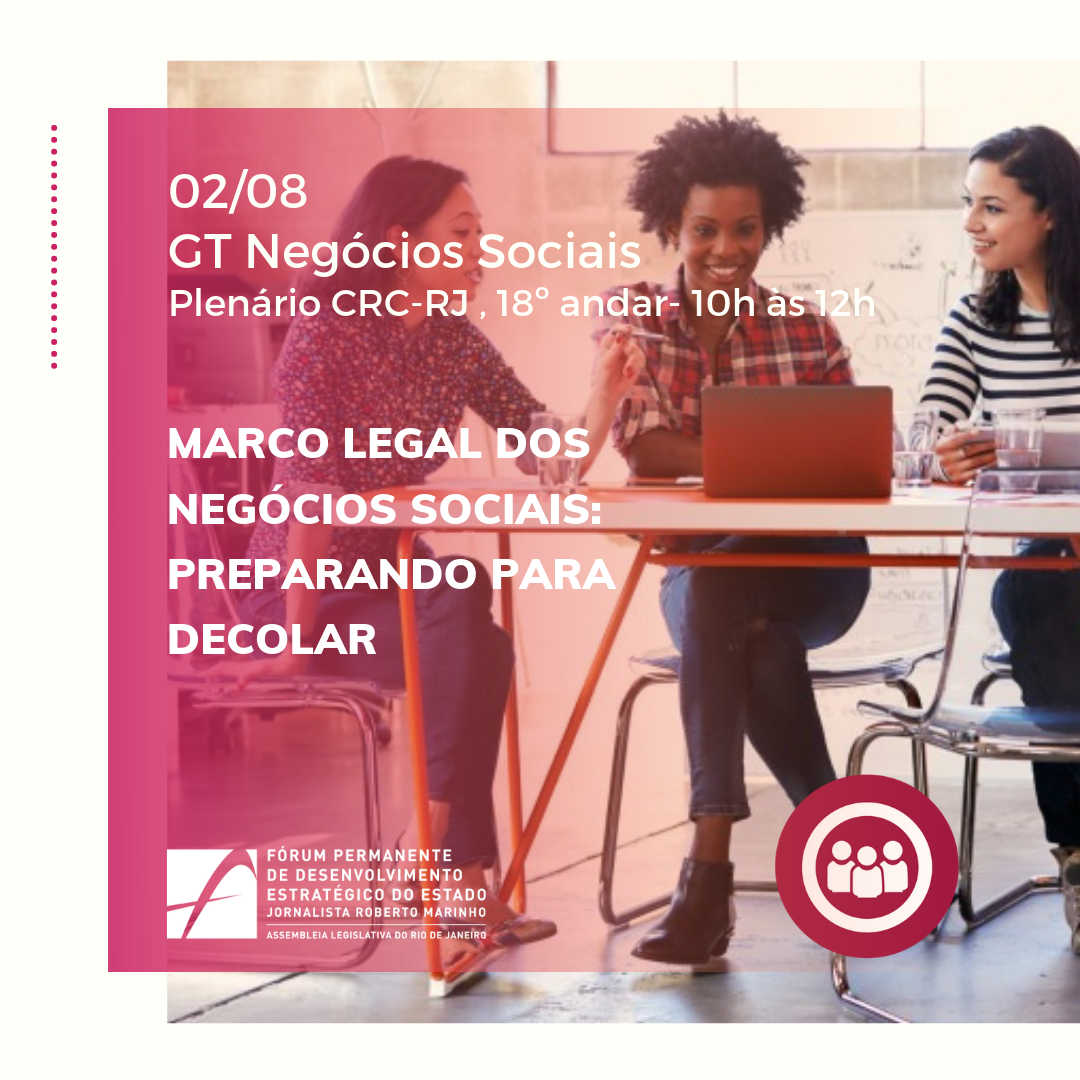 02/08
GT Negócios Sociais
Plenário CRC-RJ , 18º andar- 10h às 12h
MARCO LEGAL DOS
NEGÓCIOS SOCIAIS:
PREPARANDO PARA
DECOLAR
FÓRUM PERMANENTE
DE DESENVOLVIMENTO
ESTRATÉGICO DO ESTADO
JORNALISTA ROBERTO MARINHO
ASSEMBLEIA LEGISLATIVA DO RIO DE JANEIRO